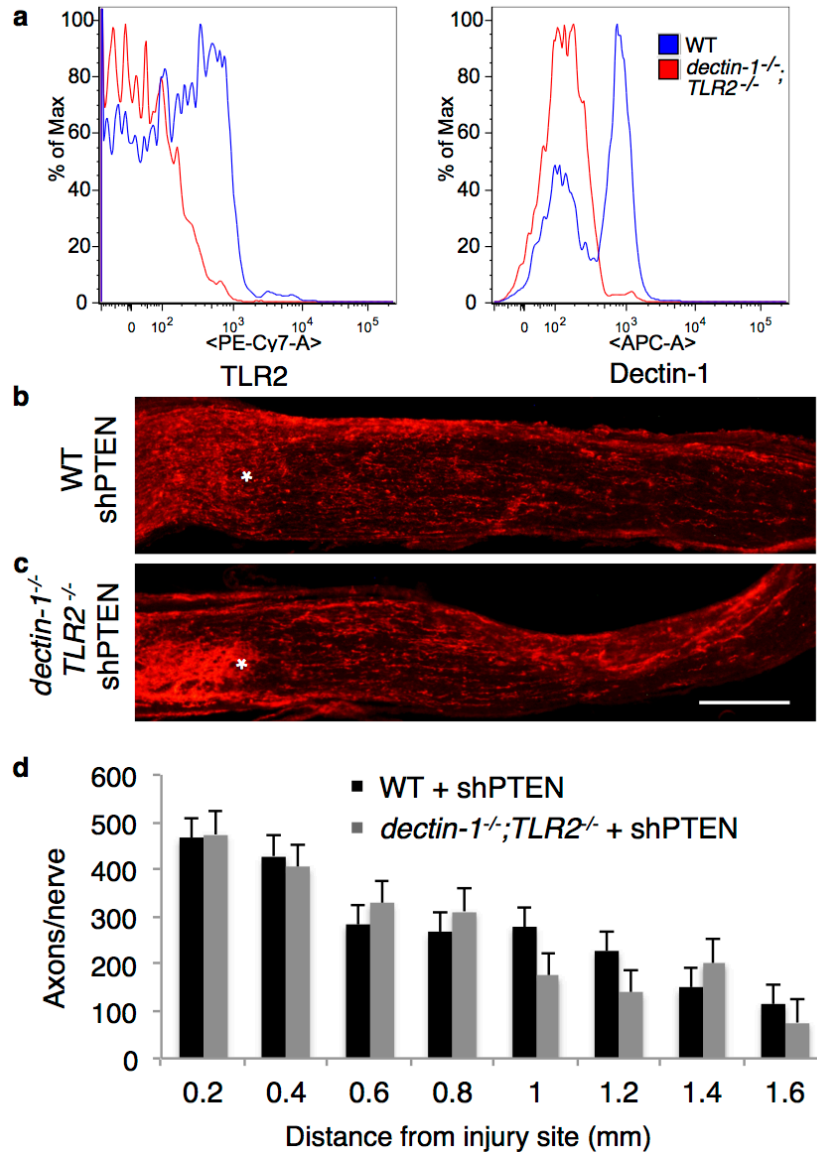 a
% of Max
100
80
60
40
20
0
0 10² 10³ 10⁴ 10⁵
<PE-Cy7-A>
TLR2
% of Max
100
80
60
40
20
0
0 10² 10³ 10⁴ 10⁵
<APC-A>
Dectin-1
WT
dectin-1⁻/⁻;
TLR2⁻/⁻
b
WT
shPTEN
*
c
dectin-1⁻/⁻
TLR2⁻/⁻
shPTEN
*
d
Axons/nerve
600
500
400
300
200
100
0
WT + shPTEN
dectin-1⁻/⁻;TLR2⁻/⁻ + shPTEN
0.2 0.4 0.6 0.8 1 1.2 1.4 1.6
Distance from injury site (mm)